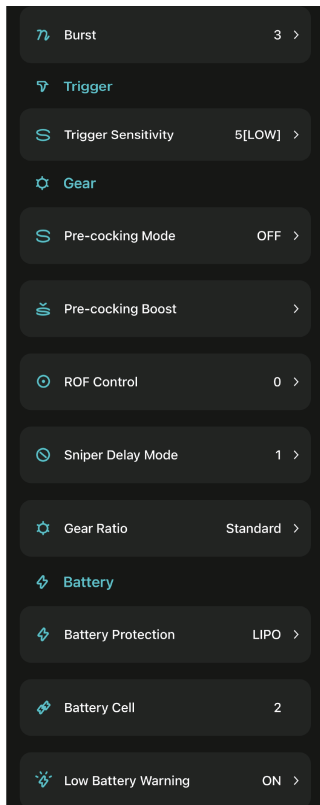 Burst 3
Trigger
Trigger Sensitivity 5[LOW]
Gear
Pre-cocking Mode OFF
Pre-cocking Boost
ROF Control 0
Sniper Delay Mode 1
Gear Ratio Standard
Battery
Battery Protection LIPO
Battery Cell 2
Low Battery Warning ON